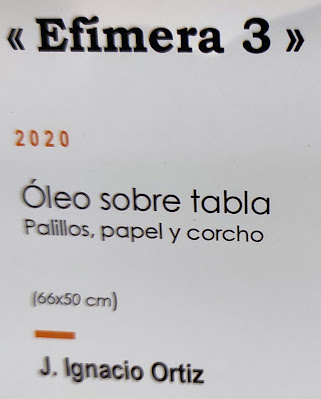 « Efímera 3 »
2020
Óleo sobre tabla
Palillos, papel y corcho
(66x50 cm)
J. Ignacio Ortiz